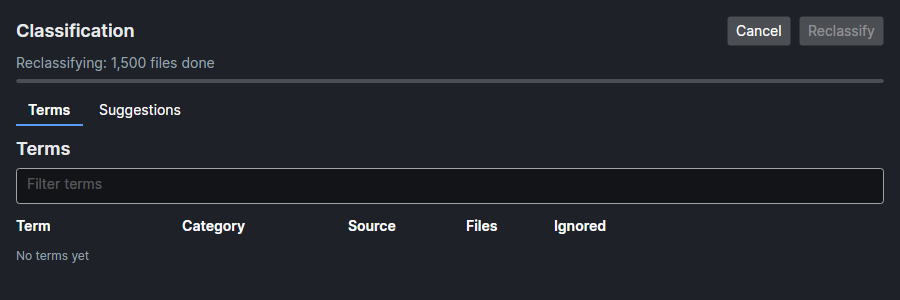 Classification
Cancel
Reclassify
Reclassifying: 1,500 files done
Terms
Suggestions
Terms
Filter terms
Term Category Source Files Ignored
No terms yet